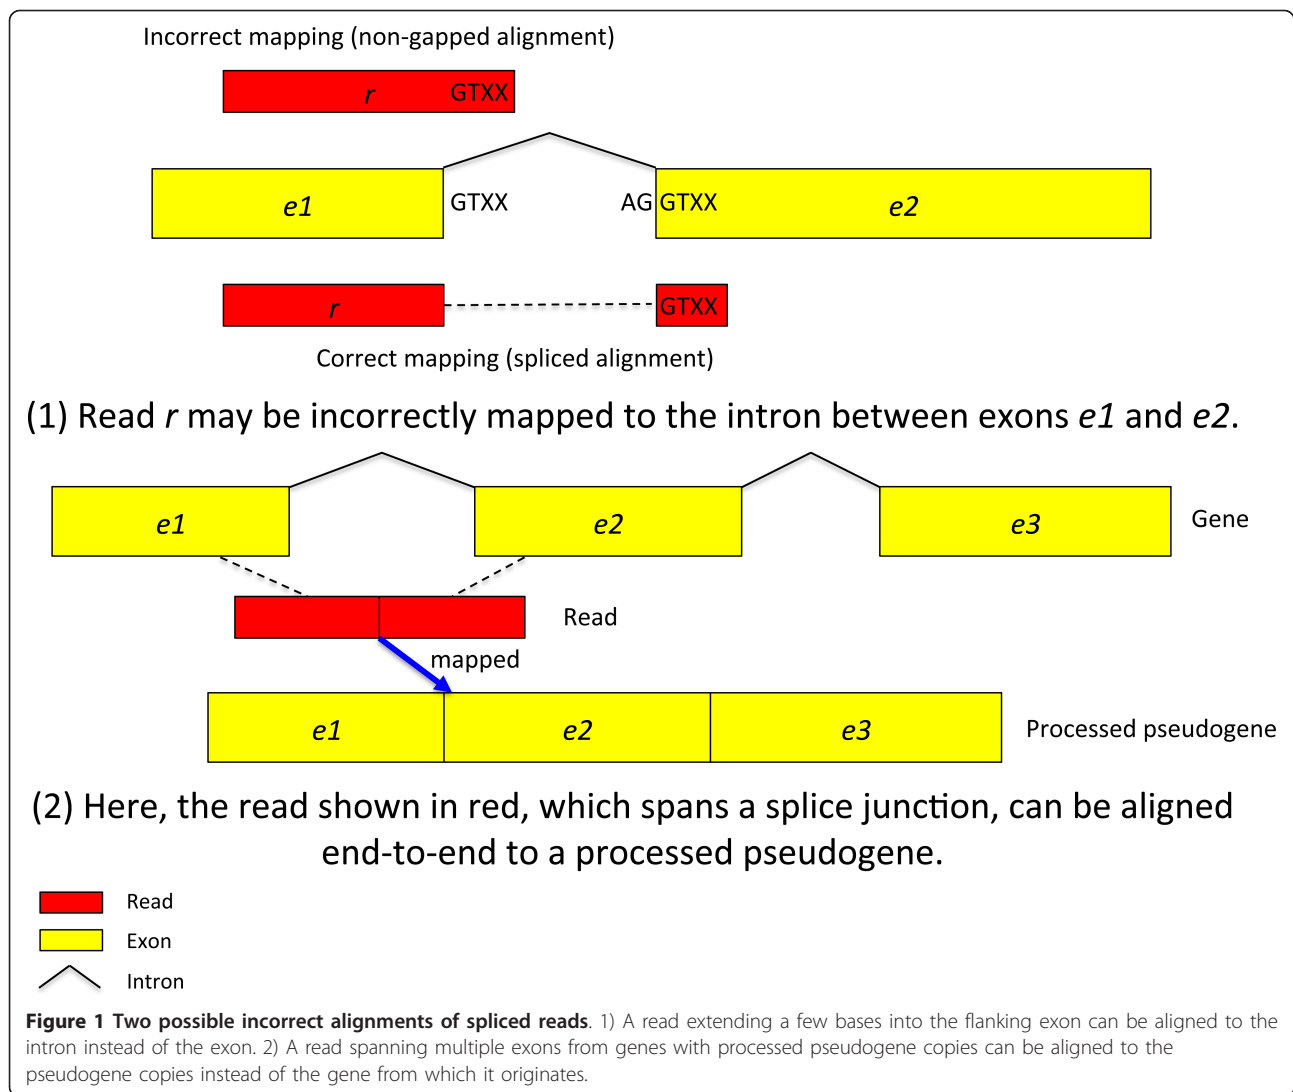 Incorrect mapping (non-gapped alignment)
r GTXX
e1 GTXX AG GTXX e2
r GTXX
Correct mapping (spliced alignment)
(1) Read r may be incorrectly mapped to the intron between exons e1 and e2.
e1 e2 e3 Gene
Read
mapped
e1 e2 e3 Processed pseudogene
(2) Here, the read shown in red, which spans a splice junction, can be aligned
end-to-end to a processed pseudogene.
Read
Exon
Intron
Figure 1 Two possible incorrect alignments of spliced reads. 1) A read extending a few bases into the flanking exon can be aligned to the
intron instead of the exon. 2) A read spanning multiple exons from genes with processed pseudogene copies can be aligned to the
pseudogene copies instead of the gene from which it originates.